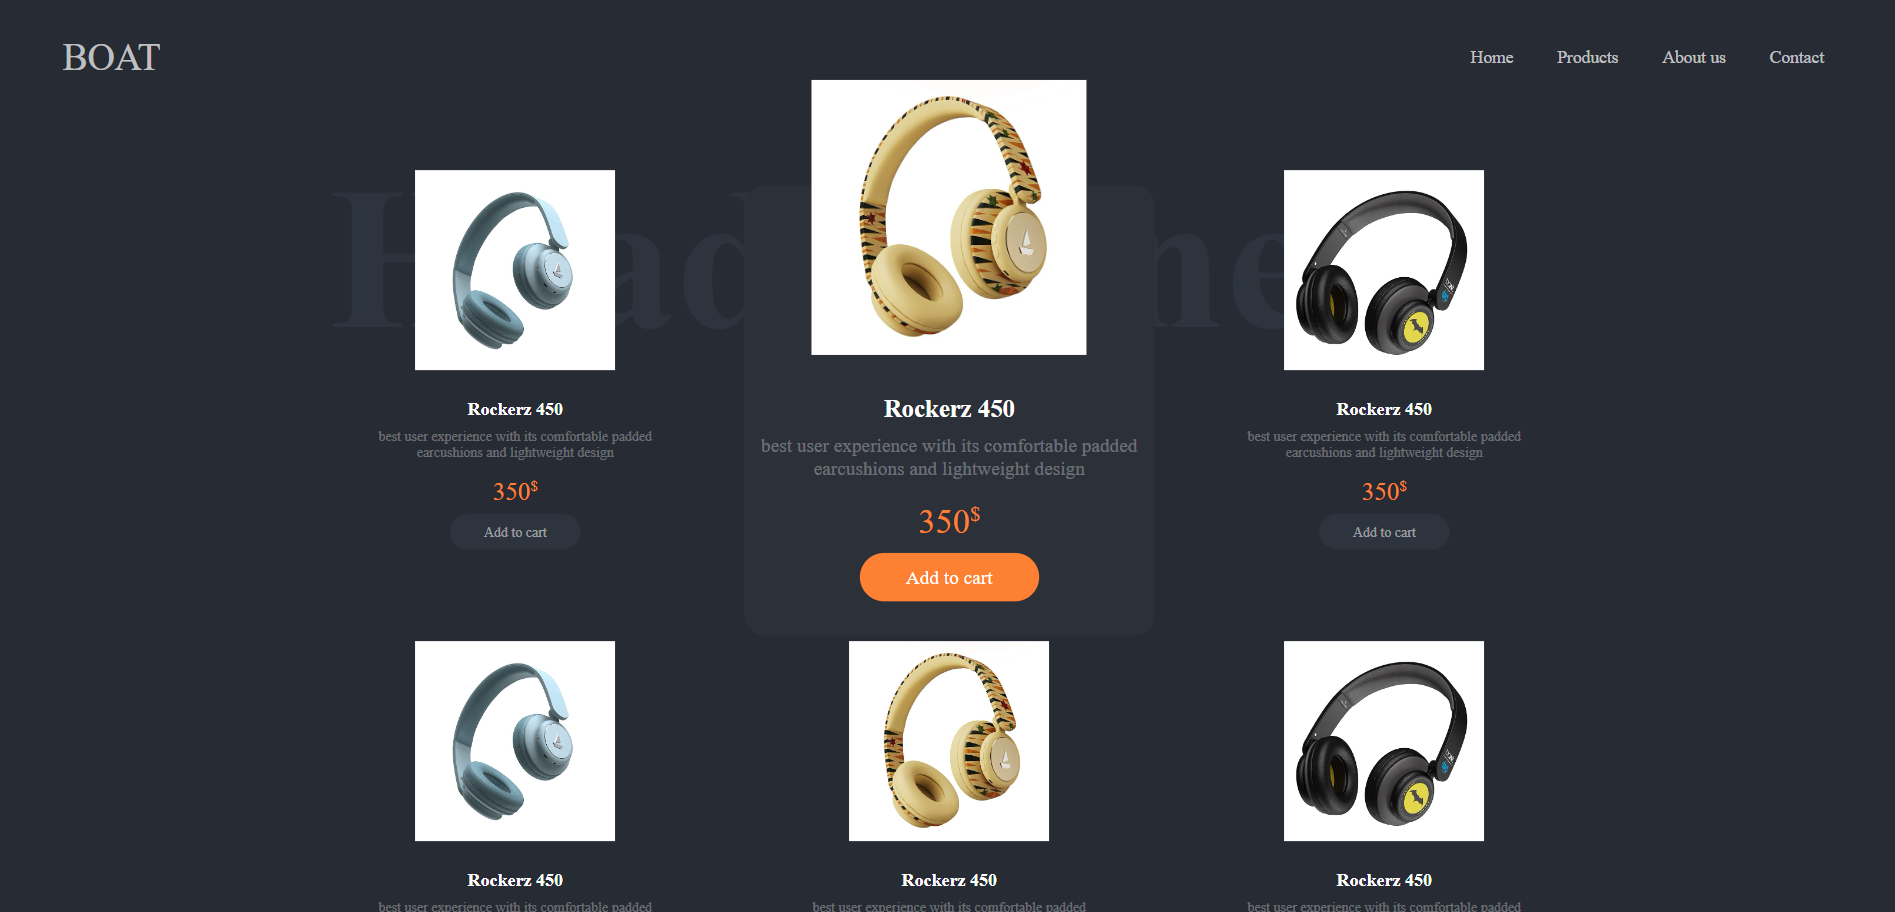 BOAT
Home
Products
About us
Contact
Rockerz 450
best user experience with its comfortable padded
earcushions and lightweight design
350$
Add to cart
Rockerz 450
best user experience with its comfortable padded
earcushions and lightweight design
350$
Add to cart
Rockerz 450
best user experience with its comfortable padded
earcushions and lightweight design
350$
Add to cart
Rockerz 450
best user experience with its comfortable padded
Rockerz 450
best user experience with its comfortable padded
Rockerz 450
best user experience with its comfortable padded